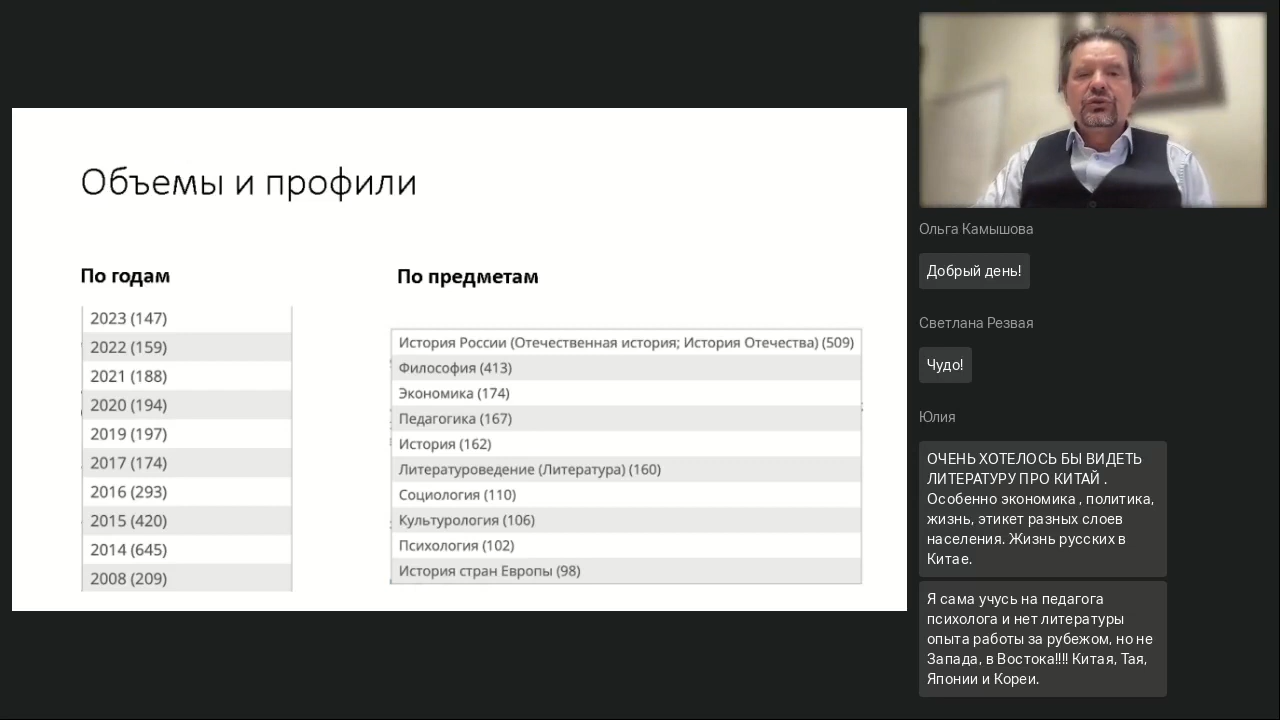 Объемы и профили
По годам
2023 (147)
2022 (159)
2021 (188)
2020 (194)
2019 (197)
2017 (174)
2016 (293)
2015 (420)
2014 (645)
2008 (209)
По предметам
История России (Отечественная история; История Отечества) (509)
Философия (413)
Экономика (174)
Педагогика (167)
История (162)
Литературоведение (Литература) (160)
Социология (110)
Культурология (106)
Психология (102)
История стран Европы (98)
Ольга Камышова
Добрый день!
Светлана Резвая
Чудо!
Юлия
ОЧЕНЬ ХОТЕЛОСЬ БЫ ВИДЕТЬ
ЛИТЕРАТУРУ ПРО КИТАЙ .
Особенно экономика , политика,
жизнь, этикет разных слоев
населения. Жизнь русских в
Китае.
Я сама учусь на педагога
психолога и нет литературы
опыта работы за рубежом, но не
Запада, в Востока!!!! Китая, Тая,
Японии и Кореи.